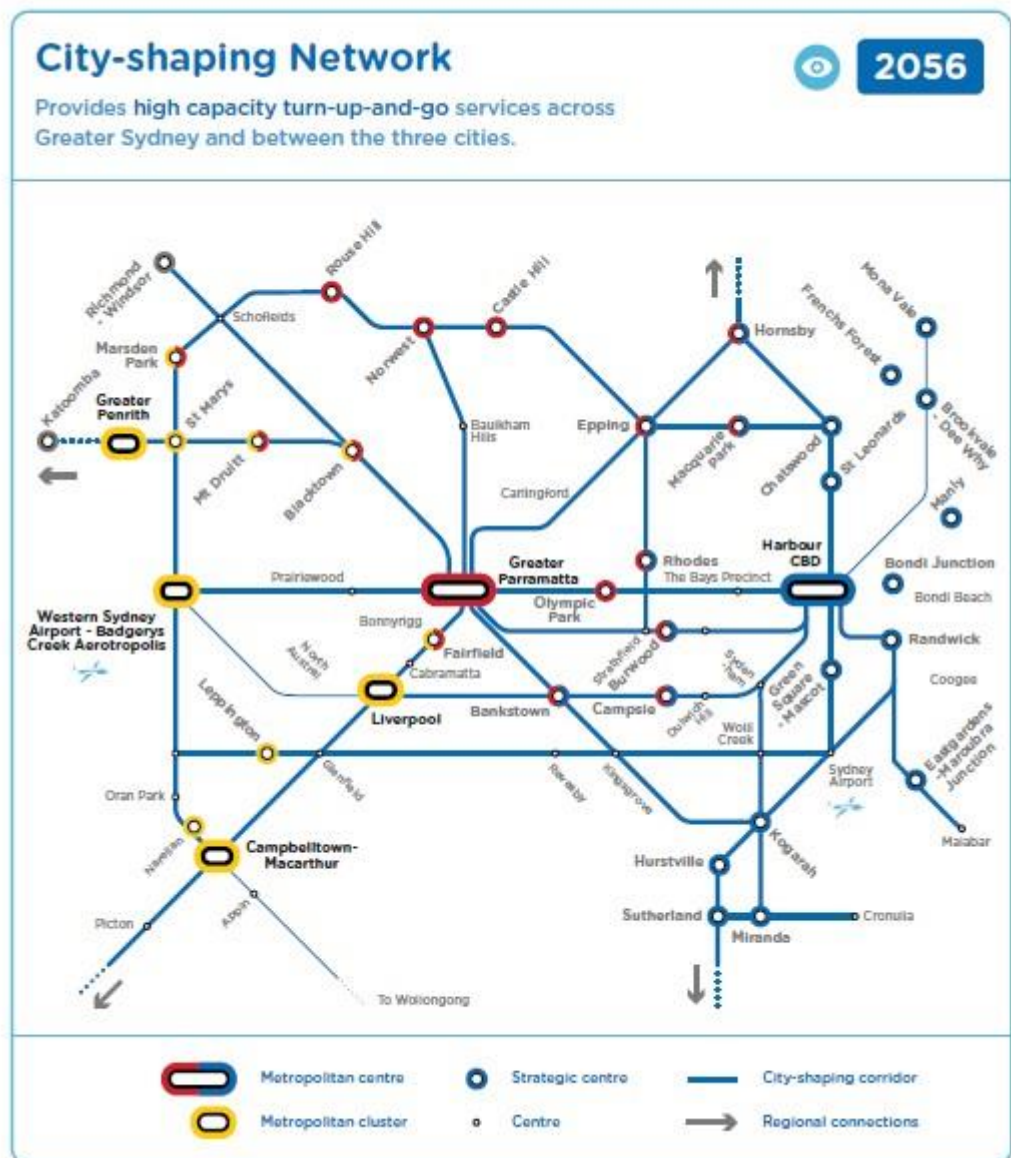 City-shaping Network
2056
Provides high capacity turn-up-and-go services across
Greater Sydney and between the three cities.
Richmond
- Windsor
Rouse Hill
Schofields
Castle Hill
Norwest
Marsden
Park
Hornsby
Mona Vale
Frenchs Forest
Katoomba
Greater
Penrith
St Marys
Mt Druitt
Blacktown
Baulkham
Hills
Epping
Macquarie
Park
Chatswood
St Leonards
Brookvale
- Dee Why
Manly
Carlingford
Harbour
CBD
Greater
Parramatta
Rhodes
The Bays Precinct
Bondi Junction
Bondi Beach
Prairiewood
Olympic
Park
Western Sydney
Airport - Badgerys
Creek Aerotropolis
Bonnyrigg
Fairfield
Cabramatta
North
Austral
Strathfield
Burwood
Syden
-ham
Green
Square
- Mascot
Randwick
Coogee
Leppington
Liverpool
Bankstown
Campsie
Dulwich
Hill
Wolli
Creek
Eastgardens
-Maroubra
Junction
Oran Park
Glenfield
Revesby
Kingsgrove
Sydney
Airport
Narellan
Campbelltown-
Macarthur
Hurstville
Kogarah
Malabar
Picton
Appin
Sutherland
Miranda
Cronulla
To Wollongong
Metropolitan centre
Strategic centre
City-shaping corridor
Metropolitan cluster
Centre
Regional connections